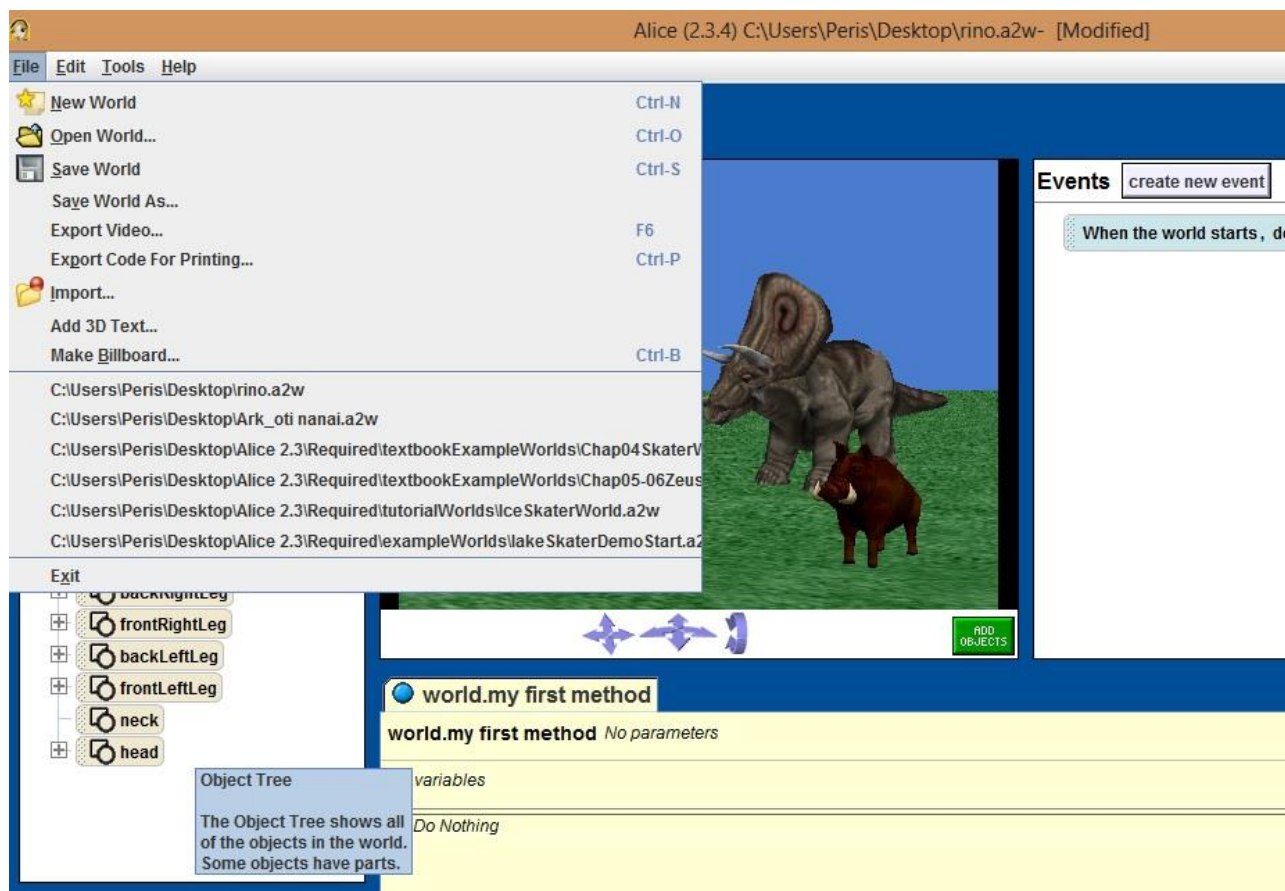 Alice (2.3.4) C:\Users\Peris\Desktop\rino.a2w- [Modified]
File Edit Tools Help
New World Ctrl-N
Open World... Ctrl-O
Save World Ctrl-S
Save World As...
Export Video... F6
Export Code For Printing... Ctrl-P
Import...
Add 3D Text...
Make Billboard... Ctrl-B
C:\Users\Peris\Desktop\rino.a2w
C:\Users\Peris\Desktop\Ark_oti nanai.a2w
C:\Users\Peris\Desktop\Alice 2.3\Required\textbookExampleWorlds\Chap04Skater
C:\Users\Peris\Desktop\Alice 2.3\Required\textbookExampleWorlds\Chap05-06Zeus
C:\Users\Peris\Desktop\Alice 2.3\Required\tutorialWorlds\IceSkaterWorld.a2w
C:\Users\Peris\Desktop\Alice 2.3\Required\exampleWorlds\lakeSkaterDemoStart.a2
Exit
Events create new event
When the world starts, d
ADD
OBJECTS
backRightLeg
frontRightLeg
backLeftLeg
frontLeftLeg
neck
head
Object Tree
The Object Tree shows all
of the objects in the world.
Some objects have parts.
world.my first method
world.my first method No parameters
variables
Do Nothing